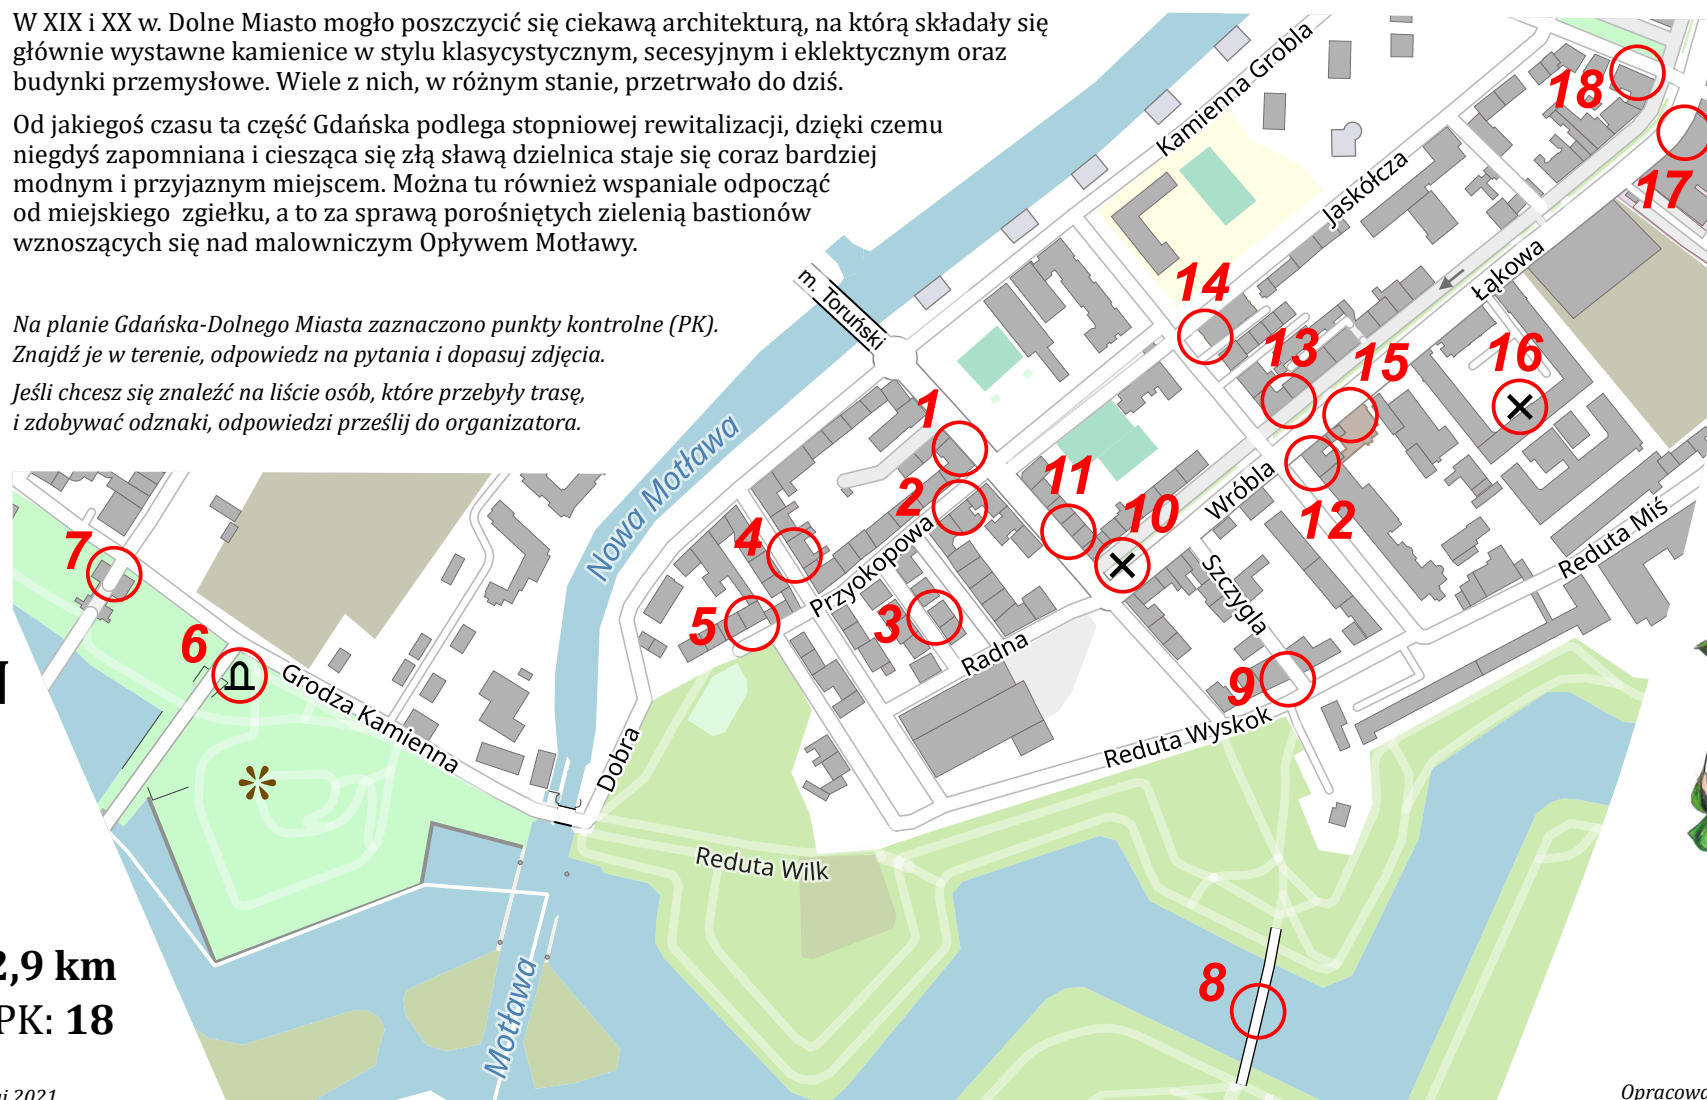 W XIX i XX w. Dolne Miasto mogło poszczycić się ciekawą architekturą, na którą składały się
głównie wystawne kamienice w stylu klasycystycznym, secesyjnym i eklektycznym oraz
budynki przemysłowe. Wiele z nich, w różnym stanie, przetrwało do dziś.
Od jakiegoś czasu ta część Gdańska podlega stopniowej rewitalizacji, dzięki czemu
niegdyś zapomniana i ciesząca się złą sławą dzielnica staje się coraz bardziej
modnym i przyjaznym miejscem. Można tu również wspaniale odpocząć
od miejskiego zgiełku, a to za sprawą porośniętych zielenią bastionów
wznoszących się nad malowniczym Opływem Motławy.
Na planie Gdańska-Dolnego Miasta zaznaczono punkty kontrolne (PK).
Znajdź je w terenie, odpowiedz na pytania i dopasuj zdjęcia.
Jeśli chcesz się znaleźć na liście osób, które przebyły trasę,
i zdobywać odznaki, odpowiedzi prześlij do organizatora.
Kamienna Grobla
18
17
Jaskółcza
Łąkowa
14
m. Toruński
13
15
16
1
Nowa Motława
2
11
10
Wróbla
12
Reduta Miś
4
Przyokopowa
Szczygla
7
5
3
6
Radna
9
Grodza Kamienna
Dobra
Reduta Wyskok
Reduta Wilk
2,9 km
PK: 18
8
Motława
2021